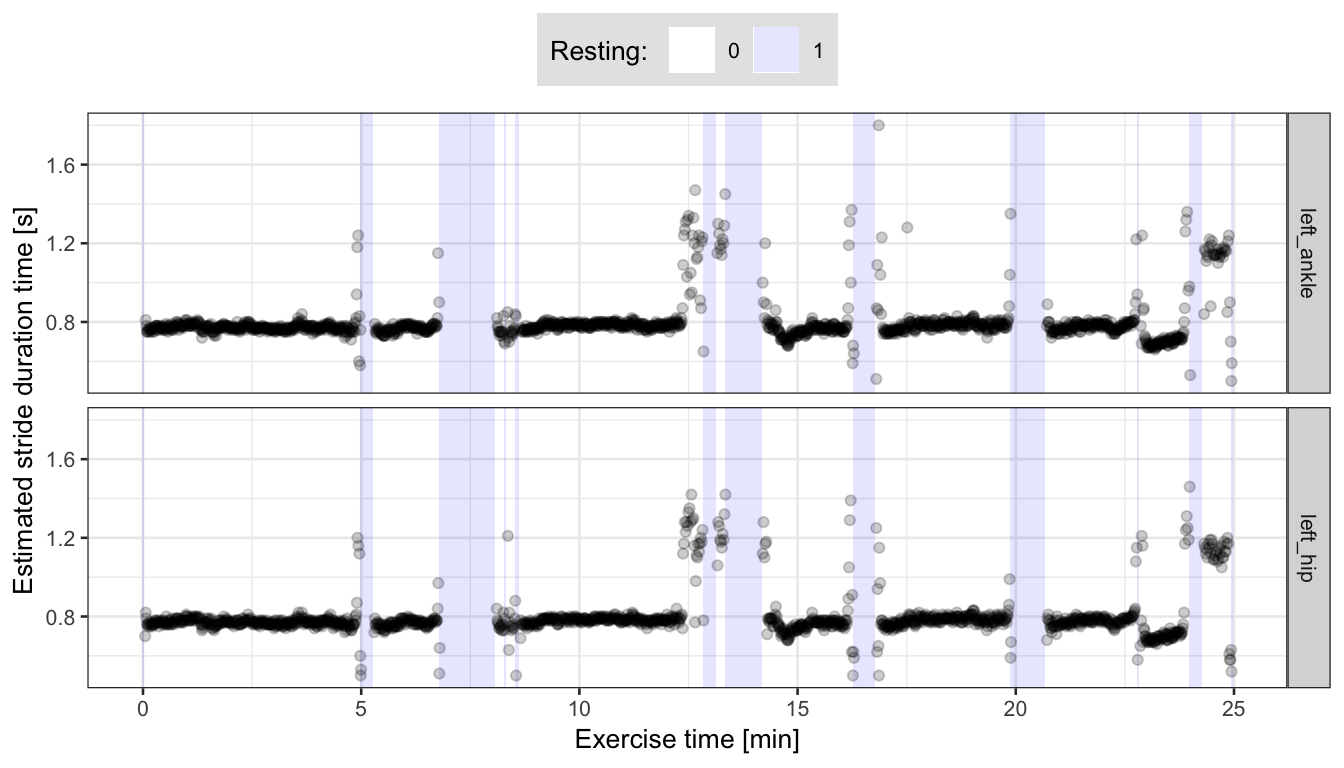 Resting: 0 1
Estimated stride duration time [s]
1.6
1.2
0.8
left_ankle
1.6
1.2
0.8
left_hip
0 5 10 15 20 25
Exercise time [min]